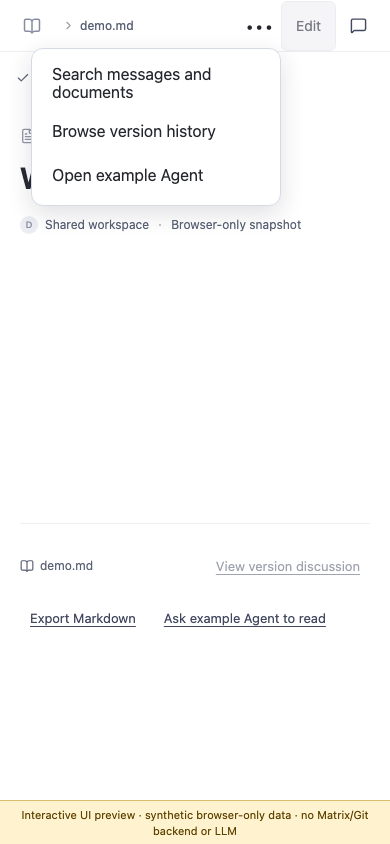 demo.md
Edit
Search messages and
documents
Browse version history
Open example Agent
D Shared workspace · Browser-only snapshot
demo.md
View version discussion
Export Markdown
Ask example Agent to read
Interactive UI preview · synthetic browser-only data · no Matrix/Git
backend or LLM